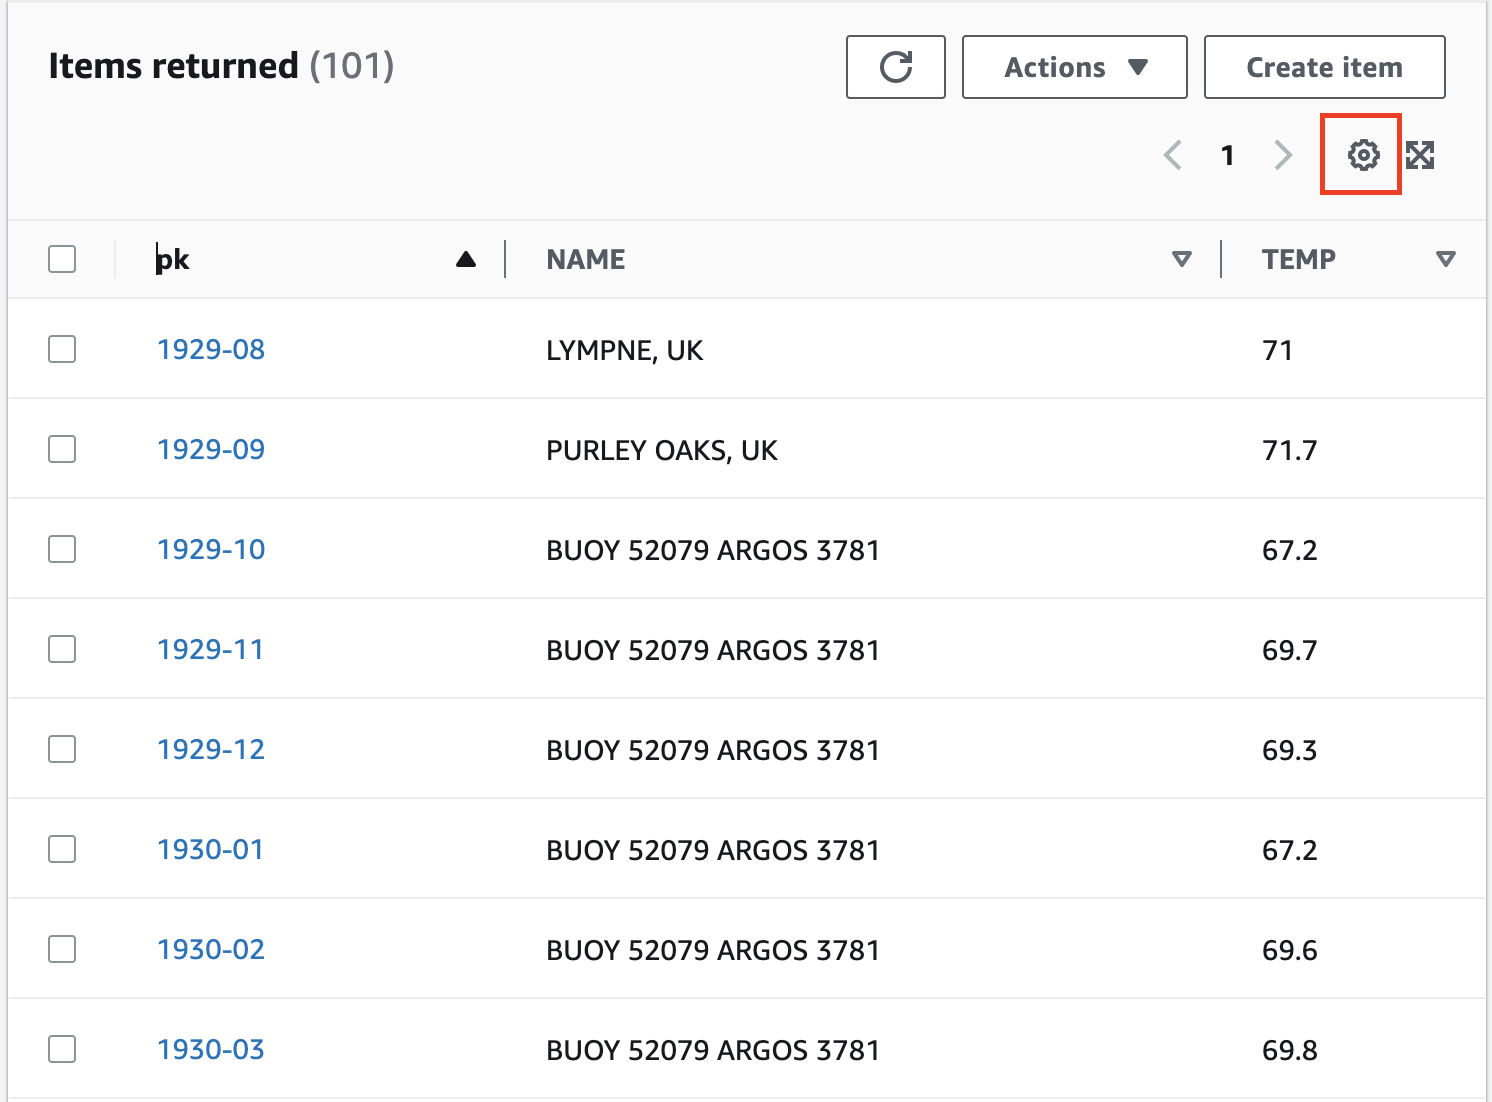 Items returned (101)
Actions
Create item
1
pk NAME TEMP
1929-08 LYMPNE, UK 71
1929-09 PURLEY OAKS, UK 71.7
1929-10 BUOY 52079 ARGOS 3781 67.2
1929-11 BUOY 52079 ARGOS 3781 69.7
1929-12 BUOY 52079 ARGOS 3781 69.3
1930-01 BUOY 52079 ARGOS 3781 67.2
1930-02 BUOY 52079 ARGOS 3781 69.6
1930-03 BUOY 52079 ARGOS 3781 69.8